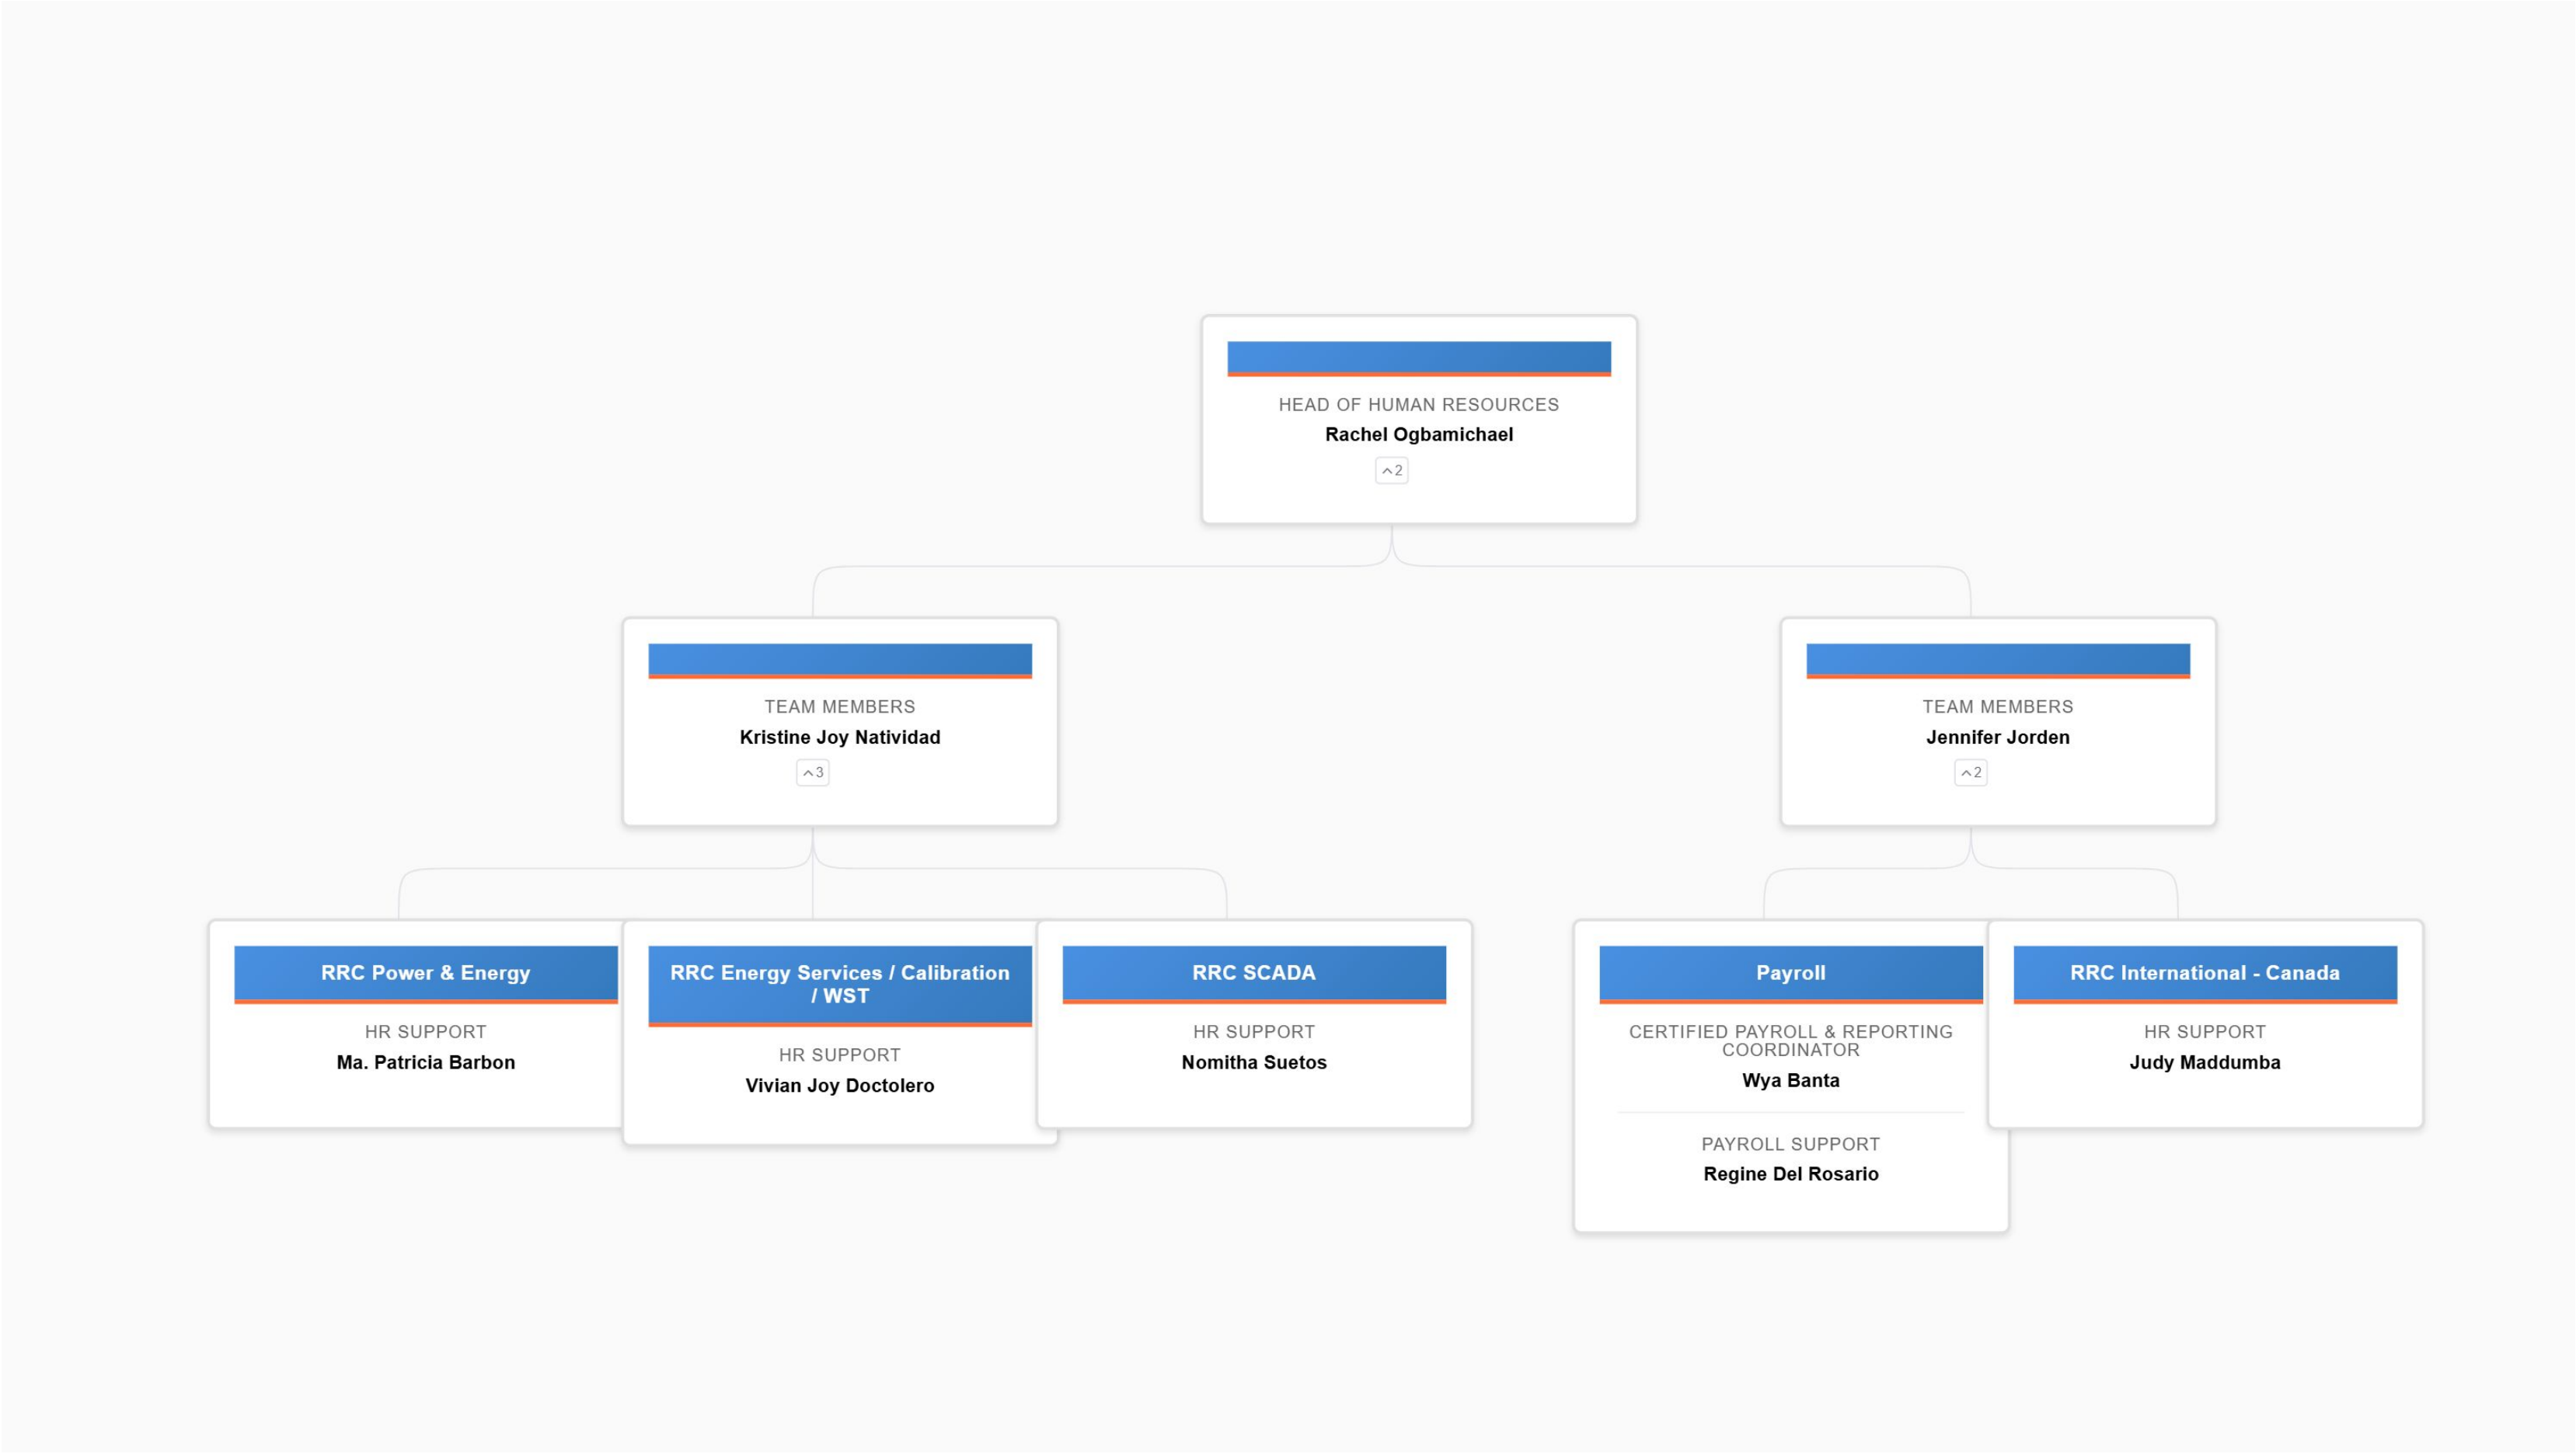 HEAD OF HUMAN RESOURCES
Rachel Ogbamichael
2
TEAM MEMBERS
Kristine Joy Natividad
3
TEAM MEMBERS
Jennifer Jorden
2
RRC Power & Energy
HR SUPPORT
Ma. Patricia Barbon
RRC Energy Services / Calibration
/ WST
HR SUPPORT
Vivian Joy Doctolero
RRC SCADA
HR SUPPORT
Nomitha Suetos
Payroll
CERTIFIED PAYROLL & REPORTING
COORDINATOR
Wya Banta
PAYROLL SUPPORT
Regine Del Rosario
RRC International - Canada
HR SUPPORT
Judy Maddumba